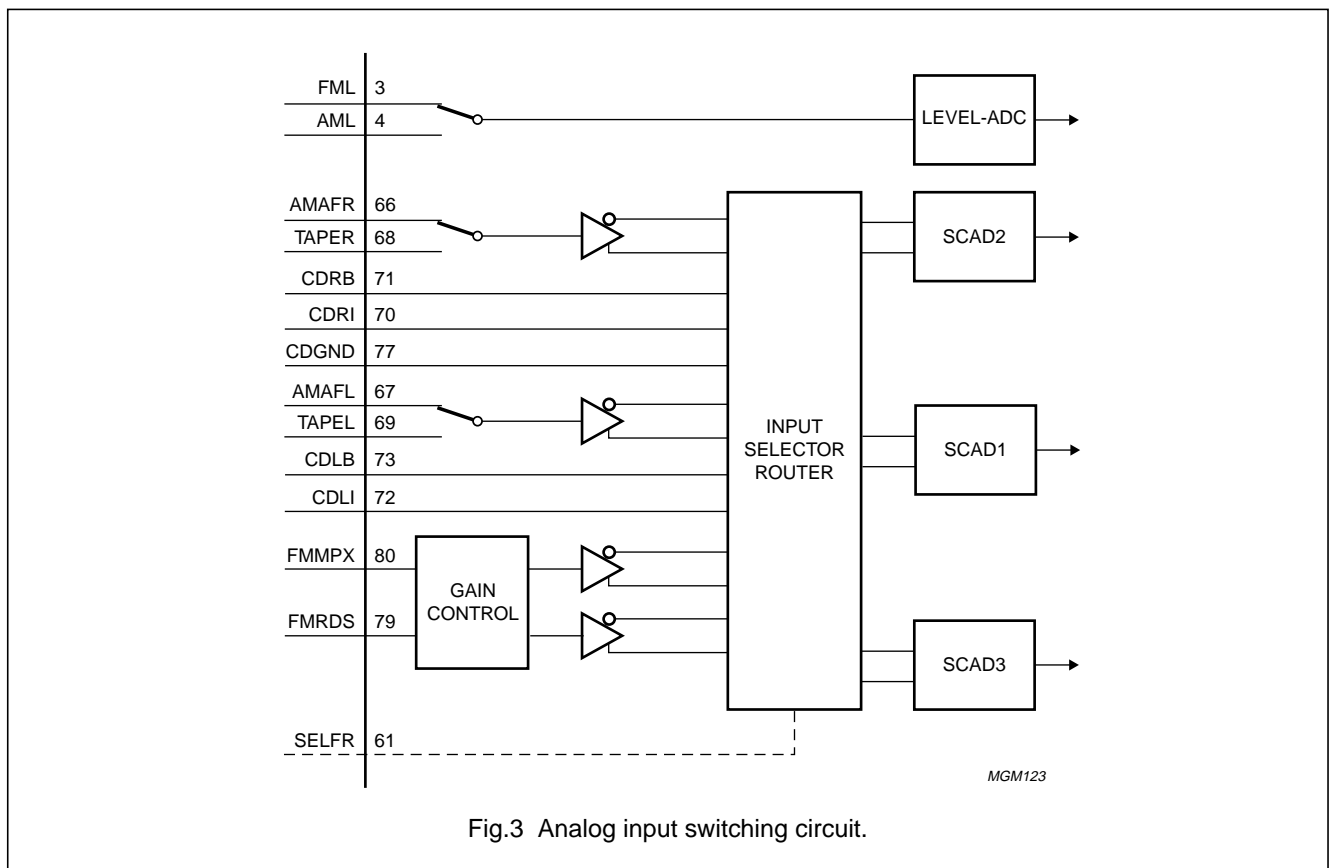 FML 3
AML 4
LEVEL-ADC
AMAFR 66
TAPER 68
SCAD2
CDRB 71
CDRI 70
CDGND 77
AMAFL 67
TAPEL 69
INPUT
SELECTOR
ROUTER
SCAD1
CDLB 73
CDLI 72
FMMPX 80
GAIN
CONTROL
FMRDS 79
SCAD3
SELFR 61
MGM123
Fig.3 Analog input switching circuit.